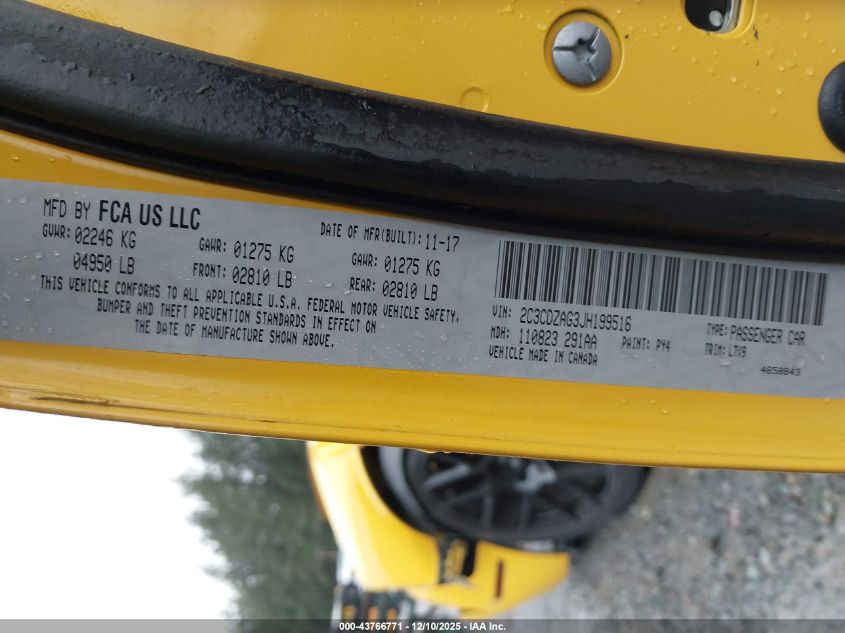 MFD BY FCA US LLC
DATE OF MFR(BUILT): 11-17
GVWR: 02246 KG
04950 LB
GAWR: 01275 KG
FRONT: 02810 LB
GAWR: 01275 KG
REAR: 02810 LB
THIS VEHICLE CONFORMS TO ALL APPLICABLE U.S.A. FEDERAL MOTOR VEHICLE SAFETY,
BUMPER AND THEFT PREVENTION STANDARDS IN EFFECT ON
THE DATE OF MANUFACTURE SHOWN ABOVE.
VIN: 2C3CDZAG3JH199516
TYPE: PASSENGER CAR
MDH: 110823 291AA
PAINT: PY4
TRIM: L7X9
VEHICLE MADE IN CANADA
4658843
000-43766771 - 12/10/2025 - IAA Inc.